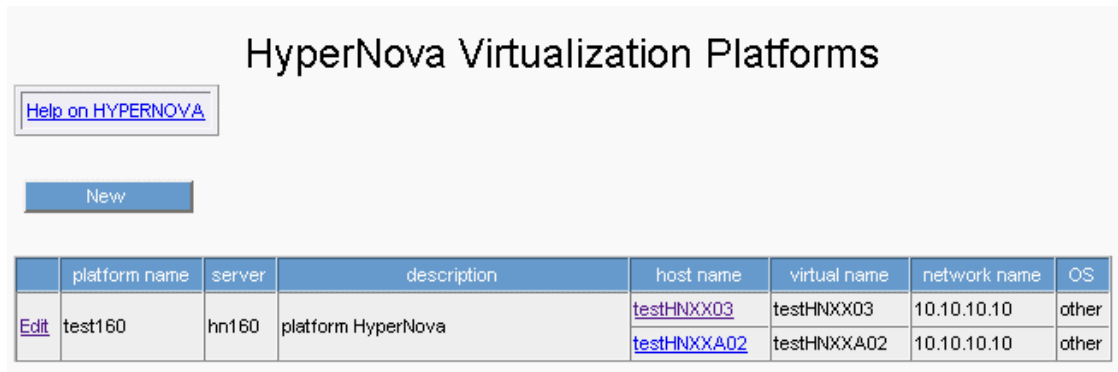 HyperNova Virtualization Platforms
Help on HYPERNOVA
New
platform name server description host name virtual name network name OS
Edit test160 hn160 platform HyperNova testHNXX03 testHNXX03 10.10.10.10 other
testHNXXA02 testHNXXA02 10.10.10.10 other